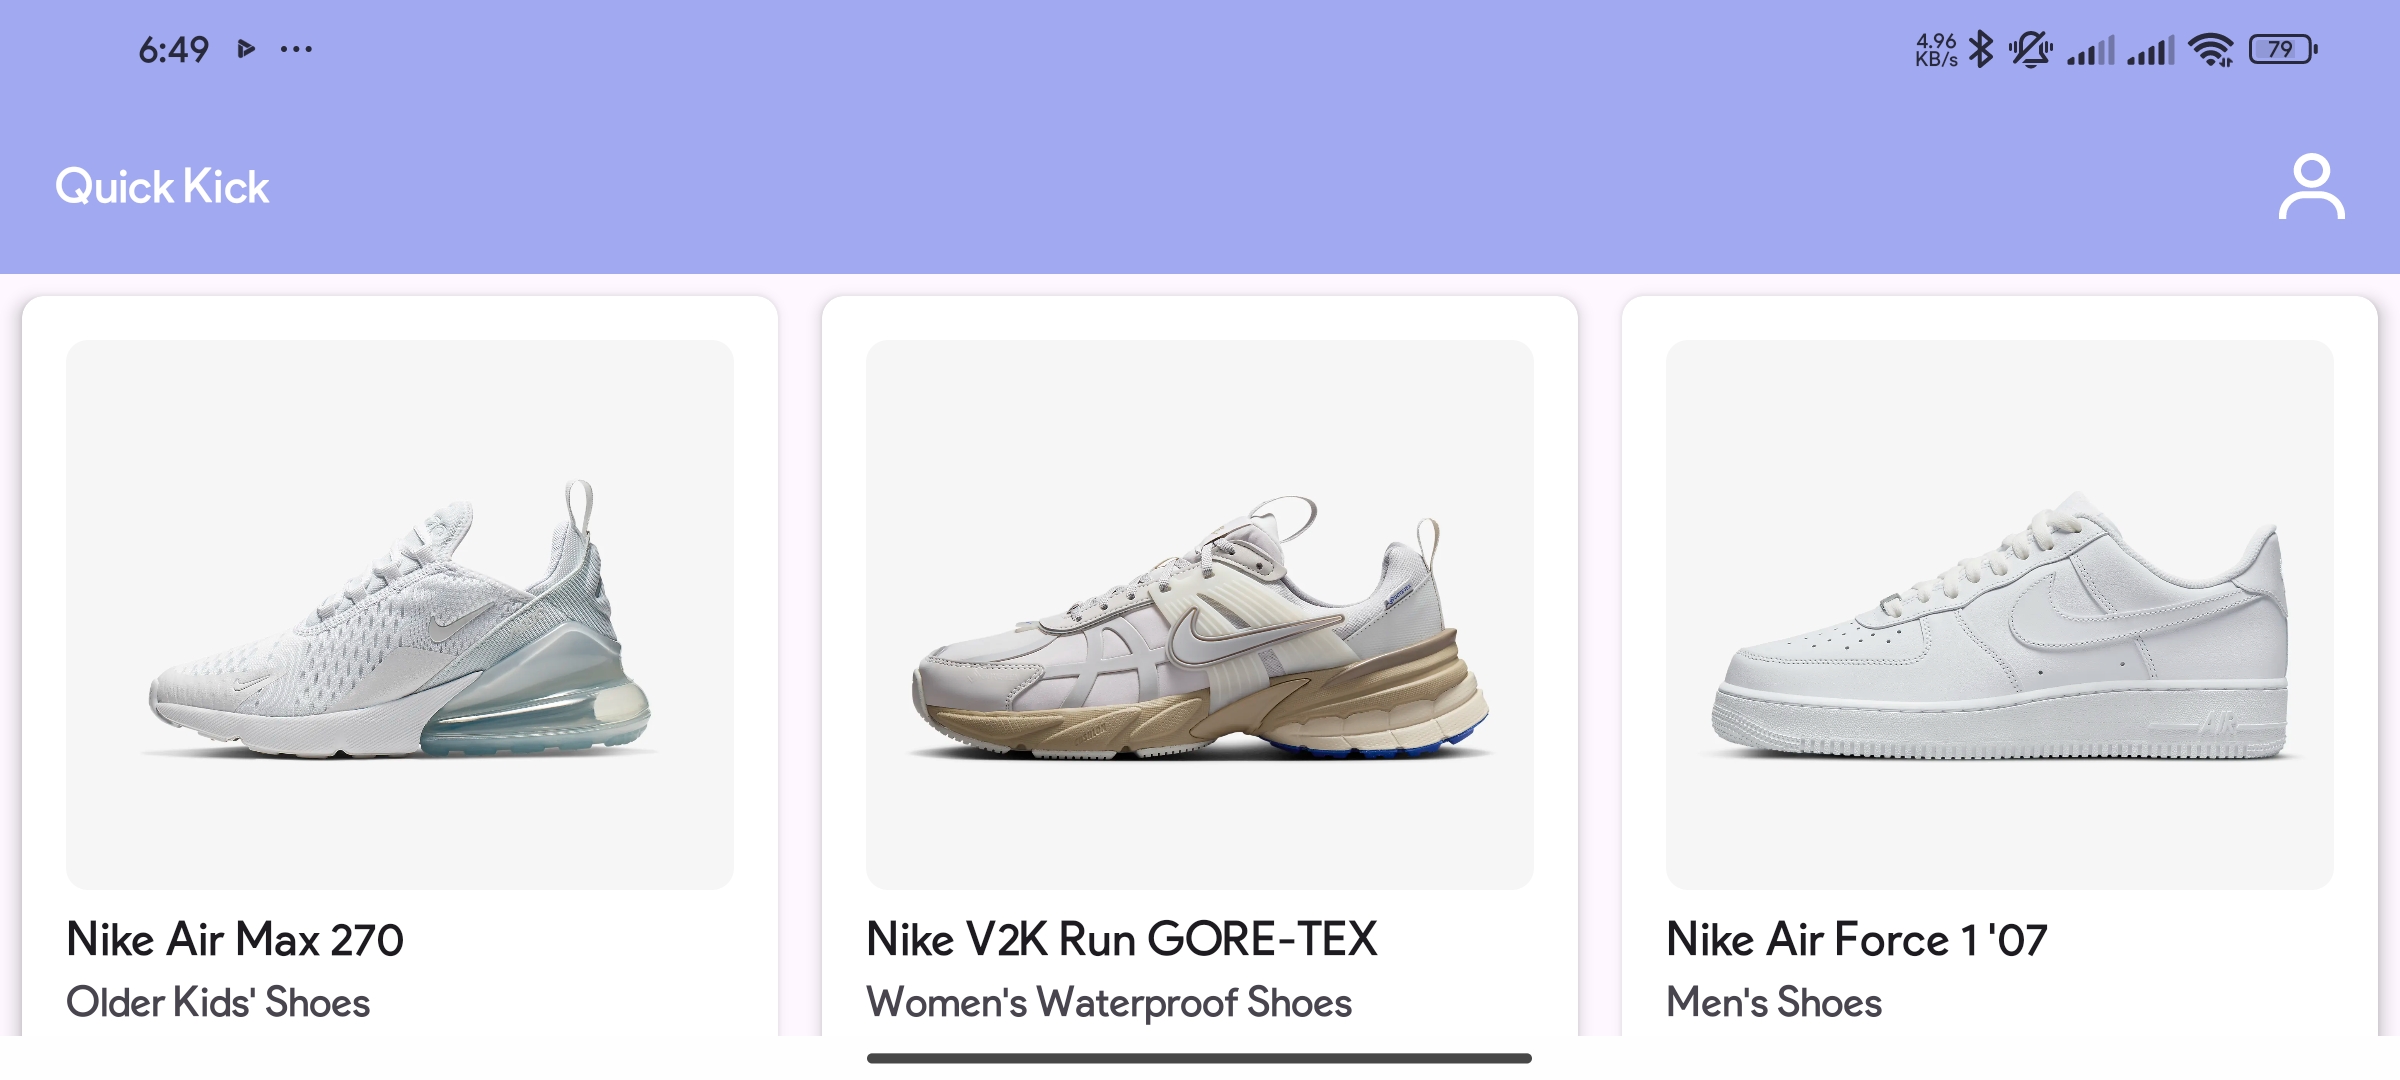 6:49
4.96
KB/s
79
Quick Kick
Nike Air Max 270
Older Kids' Shoes
Nike V2K Run GORE-TEX
Women's Waterproof Shoes
AIR
Nike Air Force 1 '07
Men's Shoes